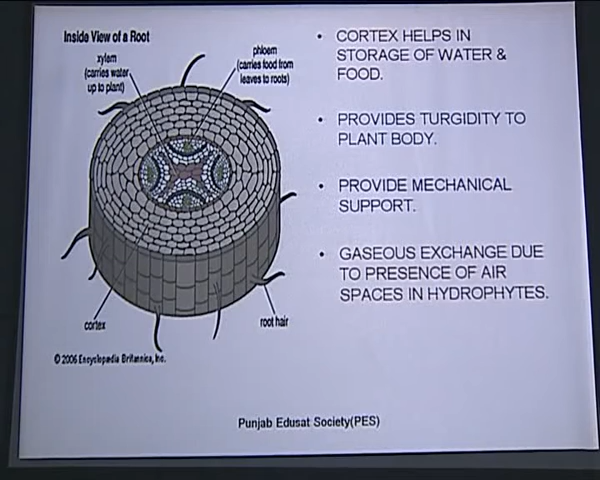 Inside View of a Root
xylem
(carries water
up to plant)
phloem
(carries food from
leaves to roots)
cortex
root hair
© 2006 Encyclopædia Britannica, Inc.
• CORTEX HELPS IN
STORAGE OF WATER &
FOOD.
• PROVIDES TURGIDITY TO
PLANT BODY.
• PROVIDE MECHANICAL
SUPPORT.
• GASEOUS EXCHANGE DUE
TO PRESENCE OF AIR
SPACES IN HYDROPHYTES.
Punjab Edusat Society(PES)